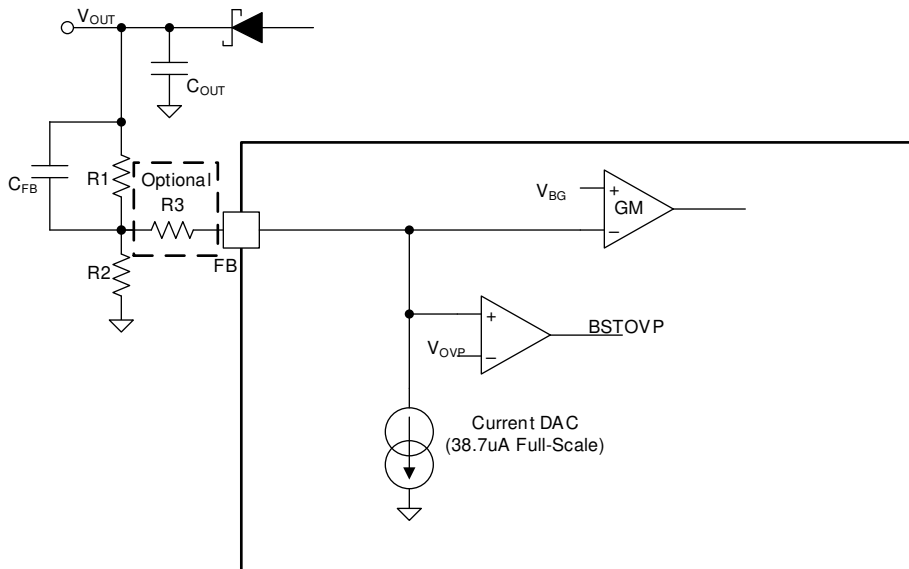 VOUT
COUT
CFB
R1
Optional
R3
R2
FB
VBG
+
GM
–
+
VOVP
–
BSTOVP
Current DAC
(38.7uA Full-Scale)